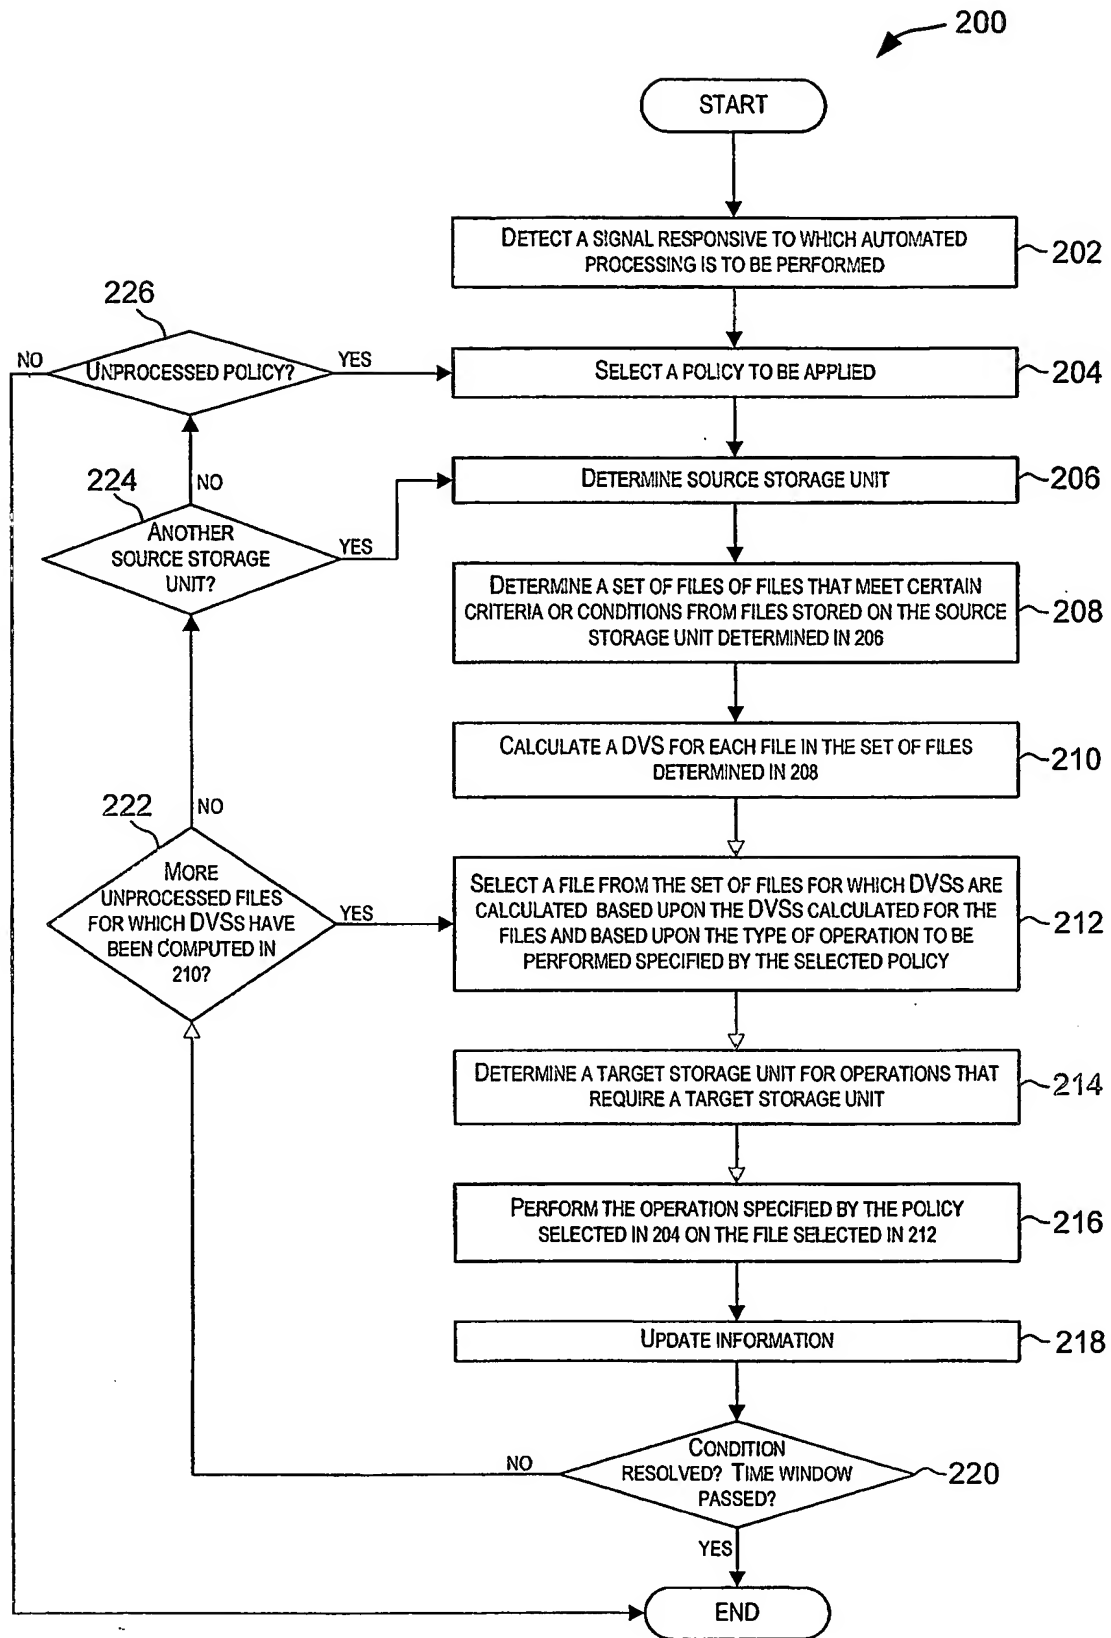 200
START
DETECT A SIGNAL RESPONSIVE TO WHICH AUTOMATED
PROCESSING IS TO BE PERFORMED
202
226
NO
UNPROCESSED POLICY?
YES
SELECT A POLICY TO BE APPLIED
204
NO
224
DETERMINE SOURCE STORAGE UNIT
206
ANOTHER
SOURCE STORAGE
UNIT?
YES
DETERMINE A SET OF FILES OF FILES THAT MEET CERTAIN
CRITERIA OR CONDITIONS FROM FILES STORED ON THE SOURCE
STORAGE UNIT DETERMINED IN 206
208
CALCULATE A DVS FOR EACH FILE IN THE SET OF FILES
DETERMINED IN 208
210
NO
222
MORE
UNPROCESSED FILES
FOR WHICH DVSS HAVE
BEEN COMPUTED IN
210?
YES
SELECT A FILE FROM THE SET OF FILES FOR WHICH DVSS ARE
CALCULATED BASED UPON THE DVSS CALCULATED FOR THE
FILES AND BASED UPON THE TYPE OF OPERATION TO BE
PERFORMED SPECIFIED BY THE SELECTED POLICY
212
DETERMINE A TARGET STORAGE UNIT FOR OPERATIONS THAT
REQUIRE A TARGET STORAGE UNIT
214
PERFORM THE OPERATION SPECIFIED BY THE POLICY
SELECTED IN 204 ON THE FILE SELECTED IN 212
216
UPDATE INFORMATION
218
NO
CONDITION
RESOLVED? TIME WINDOW
PASSED?
220
YES
END